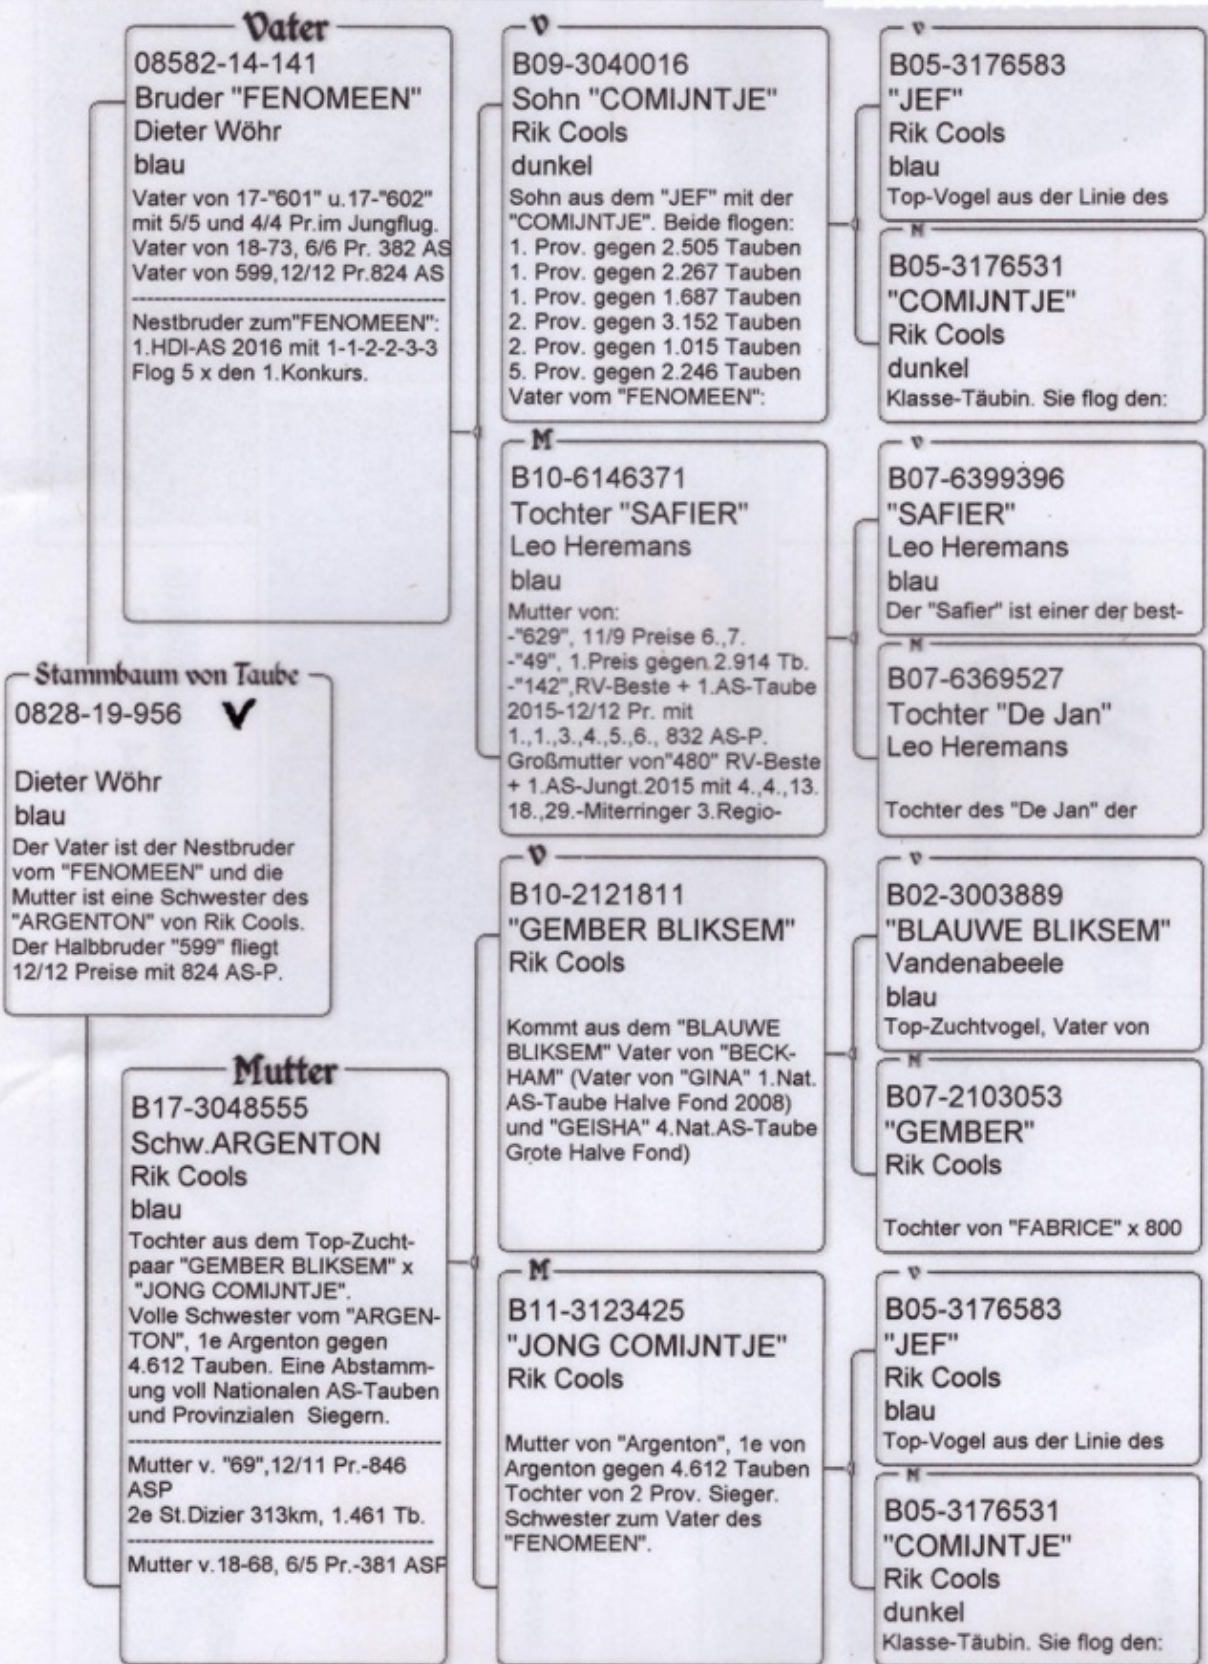 Stammbaum von Taube
0828-19-956 V
Dieter Wöhr
blau
Der Vater ist der Nestbruder
vom "FENOMEEN" und die
Mutter ist eine Schwester des
"ARGENTON" von Rik Cools.
Der Halbbruder "599" fliegt
12/12 Preise mit 824 AS-P.
Vater
08582-14-141
Bruder "FENOMEEN"
Dieter Wöhr
blau
Vater von 17-"601" u.17-"602"
mit 5/5 und 4/4 Pr.im Jungflug.
Vater von 18-73, 6/6 Pr. 382 AS
Vater von 599,12/12 Pr.824 AS
Nestbruder zum"FENOMEEN":
1.HDI-AS 2016 mit 1-1-2-2-3-3
Flog 5 x den 1.Konkurs.
Mutter
B17-3048555
Schw.ARGENTON
Rik Cools
blau
Tochter aus dem Top-Zucht-
paar "GEMBER BLIKSEM" x
"JONG COMIJNTJE".
Volle Schwester vom "ARGEN-
TON", 1e Argenton gegen
4.612 Tauben. Eine Abstamm-
ung voll Nationalen AS-Tauben
und Provinzialen Siegern.
Mutter v. "69",12/11 Pr.-846
ASP
2e St.Dizier 313km, 1.461 Tb.
Mutter v.18-68, 6/5 Pr.-381 ASP
V
B09-3040016
Sohn "COMIJNTJE"
Rik Cools
dunkel
Sohn aus dem "JEF" mit der
"COMIJNTJE". Beide flogen:
1. Prov. gegen 2.505 Tauben
1. Prov. gegen 2.267 Tauben
1. Prov. gegen 1.687 Tauben
2. Prov. gegen 3.152 Tauben
2. Prov. gegen 1.015 Tauben
5. Prov. gegen 2.246 Tauben
Vater vom "FENOMEEN":
M
B10-6146371
Tochter "SAFIER"
Leo Heremans
blau
Mutter von:
-"629", 11/9 Preise 6.,7.
-"49", 1.Preis gegen 2.914 Tb.
-"142",RV-Beste + 1.AS-Taube
2015-12/12 Pr. mit
1.,1.,3.,4.,5.,6., 832 AS-P.
Großmutter von"480" RV-Beste
+ 1.AS-Jungt.2015 mit 4.,4.,13.
18.,29.-Miterringer 3.Regio-
V
B10-2121811
"GEMBER BLIKSEM"
Rik Cools
Kommt aus dem "BLAUWE
BLIKSEM" Vater von "BECK-
HAM" (Vater von "GINA" 1.Nat.
AS-Taube Halve Fond 2008)
und "GEISHA" 4.Nat.AS-Taube
Grote Halve Fond)
M
B11-3123425
"JONG COMIJNTJE"
Rik Cools
Mutter von "Argenton", 1e von
Argenton gegen 4.612 Tauben
Tochter von 2 Prov. Sieger.
Schwester zum Vater des
"FENOMEEN".
V
B05-3176583
"JEF"
Rik Cools
blau
Top-Vogel aus der Linie des
M
B05-3176531
"COMIJNTJE"
Rik Cools
dunkel
Klasse-Täubin. Sie flog den:
V
B07-6399396
"SAFIER"
Leo Heremans
blau
Der "Safier" ist einer der best-
M
B07-6369527
Tochter "De Jan"
Leo Heremans
Tochter des "De Jan" der
V
B02-3003889
"BLAUWE BLIKSEM"
Vandenabeele
blau
Top-Zuchtvogel, Vater von
M
B07-2103053
"GEMBER"
Rik Cools
Tochter von "FABRICE" x 800
V
B05-3176583
"JEF"
Rik Cools
blau
Top-Vogel aus der Linie des
M
B05-3176531
"COMIJNTJE"
Rik Cools
dunkel
Klasse-Täubin. Sie flog den: